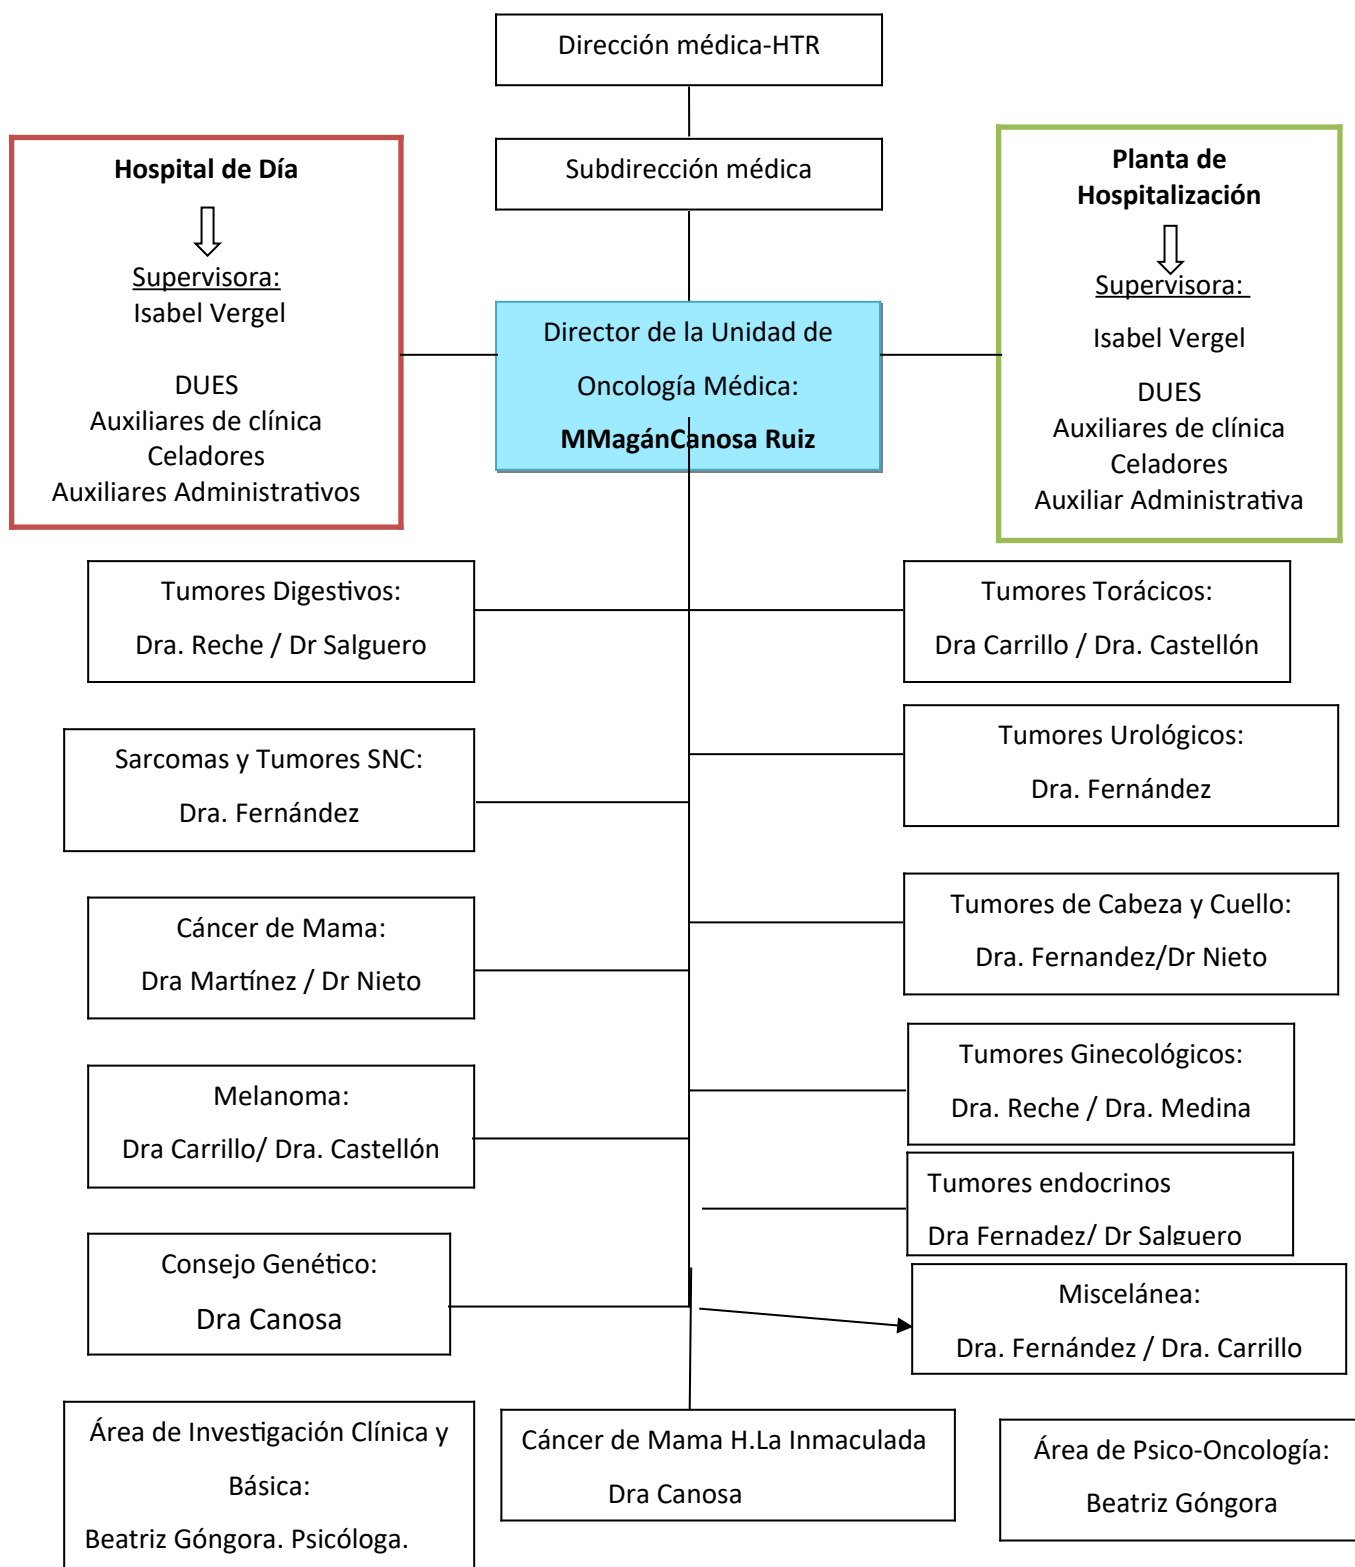 Dirección médica-HTR
Subdirección médica
Hospital de Día
Supervisora:
Isabel Vergel
DUES
Auxiliares de clínica
Celadores
Auxiliares Administrativos
Director de la Unidad de
Oncología Médica:
MMagánCanosa Ruiz
Planta de
Hospitalización
Supervisora:
Isabel Vergel
DUES
Auxiliares de clínica
Celadores
Auxiliar Administrativa
Tumores Digestivos:
Dra. Reche / Dr Salguero
Tumores Torácicos:
Dra Carrillo / Dra. Castellón
Sarcomas y Tumores SNC:
Dra. Fernández
Tumores Urológicos:
Dra. Fernández
Cáncer de Mama:
Dra Martínez / Dr Nieto
Tumores de Cabeza y Cuello:
Dra. Fernandez/Dr Nieto
Melanoma:
Dra Carrillo/ Dra. Castellón
Tumores Ginecológicos:
Dra. Reche / Dra. Medina
Tumores endocrinos
Dra Fernadez/ Dr Salguero
Consejo Genético:
Dra Canosa
Miscelánea:
Dra. Fernández / Dra. Carrillo
Área de Investigación Clínica y
Básica:
Beatriz Góngora. Psicóloga.
Cáncer de Mama H.La Inmaculada
Dra Canosa
Área de Psico-Oncología:
Beatriz Góngora